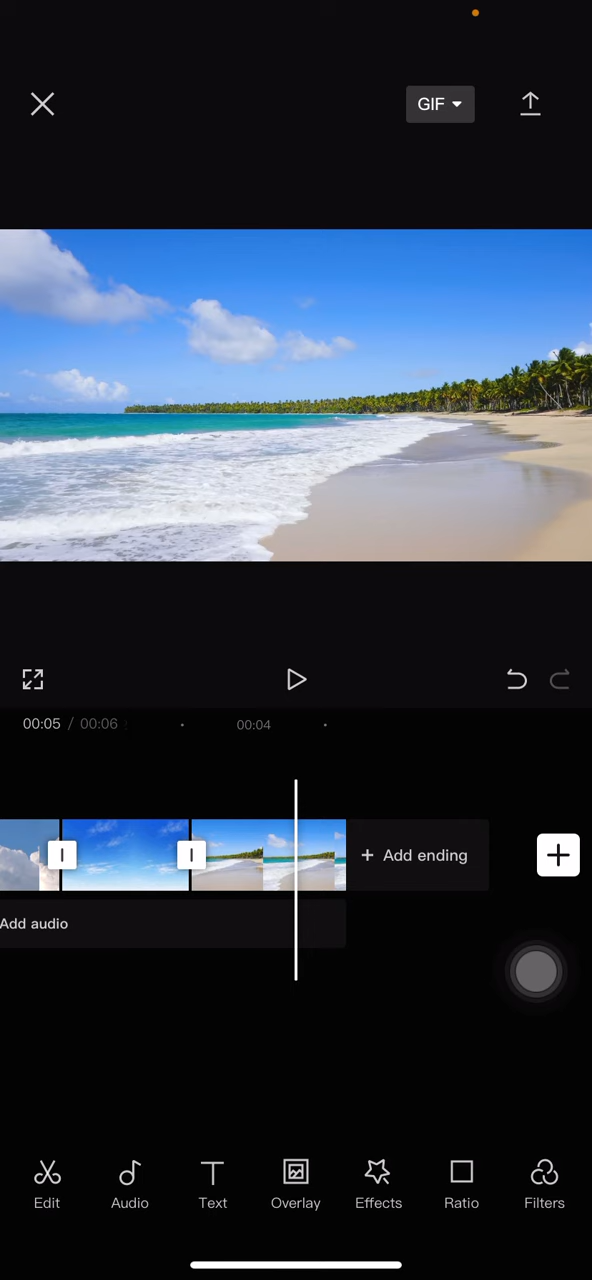 GIF
00:05 / 00:06
00:04
+ Add ending
Add audio
Edit
Audio
Text
Overlay
Effects
Ratio
Filters